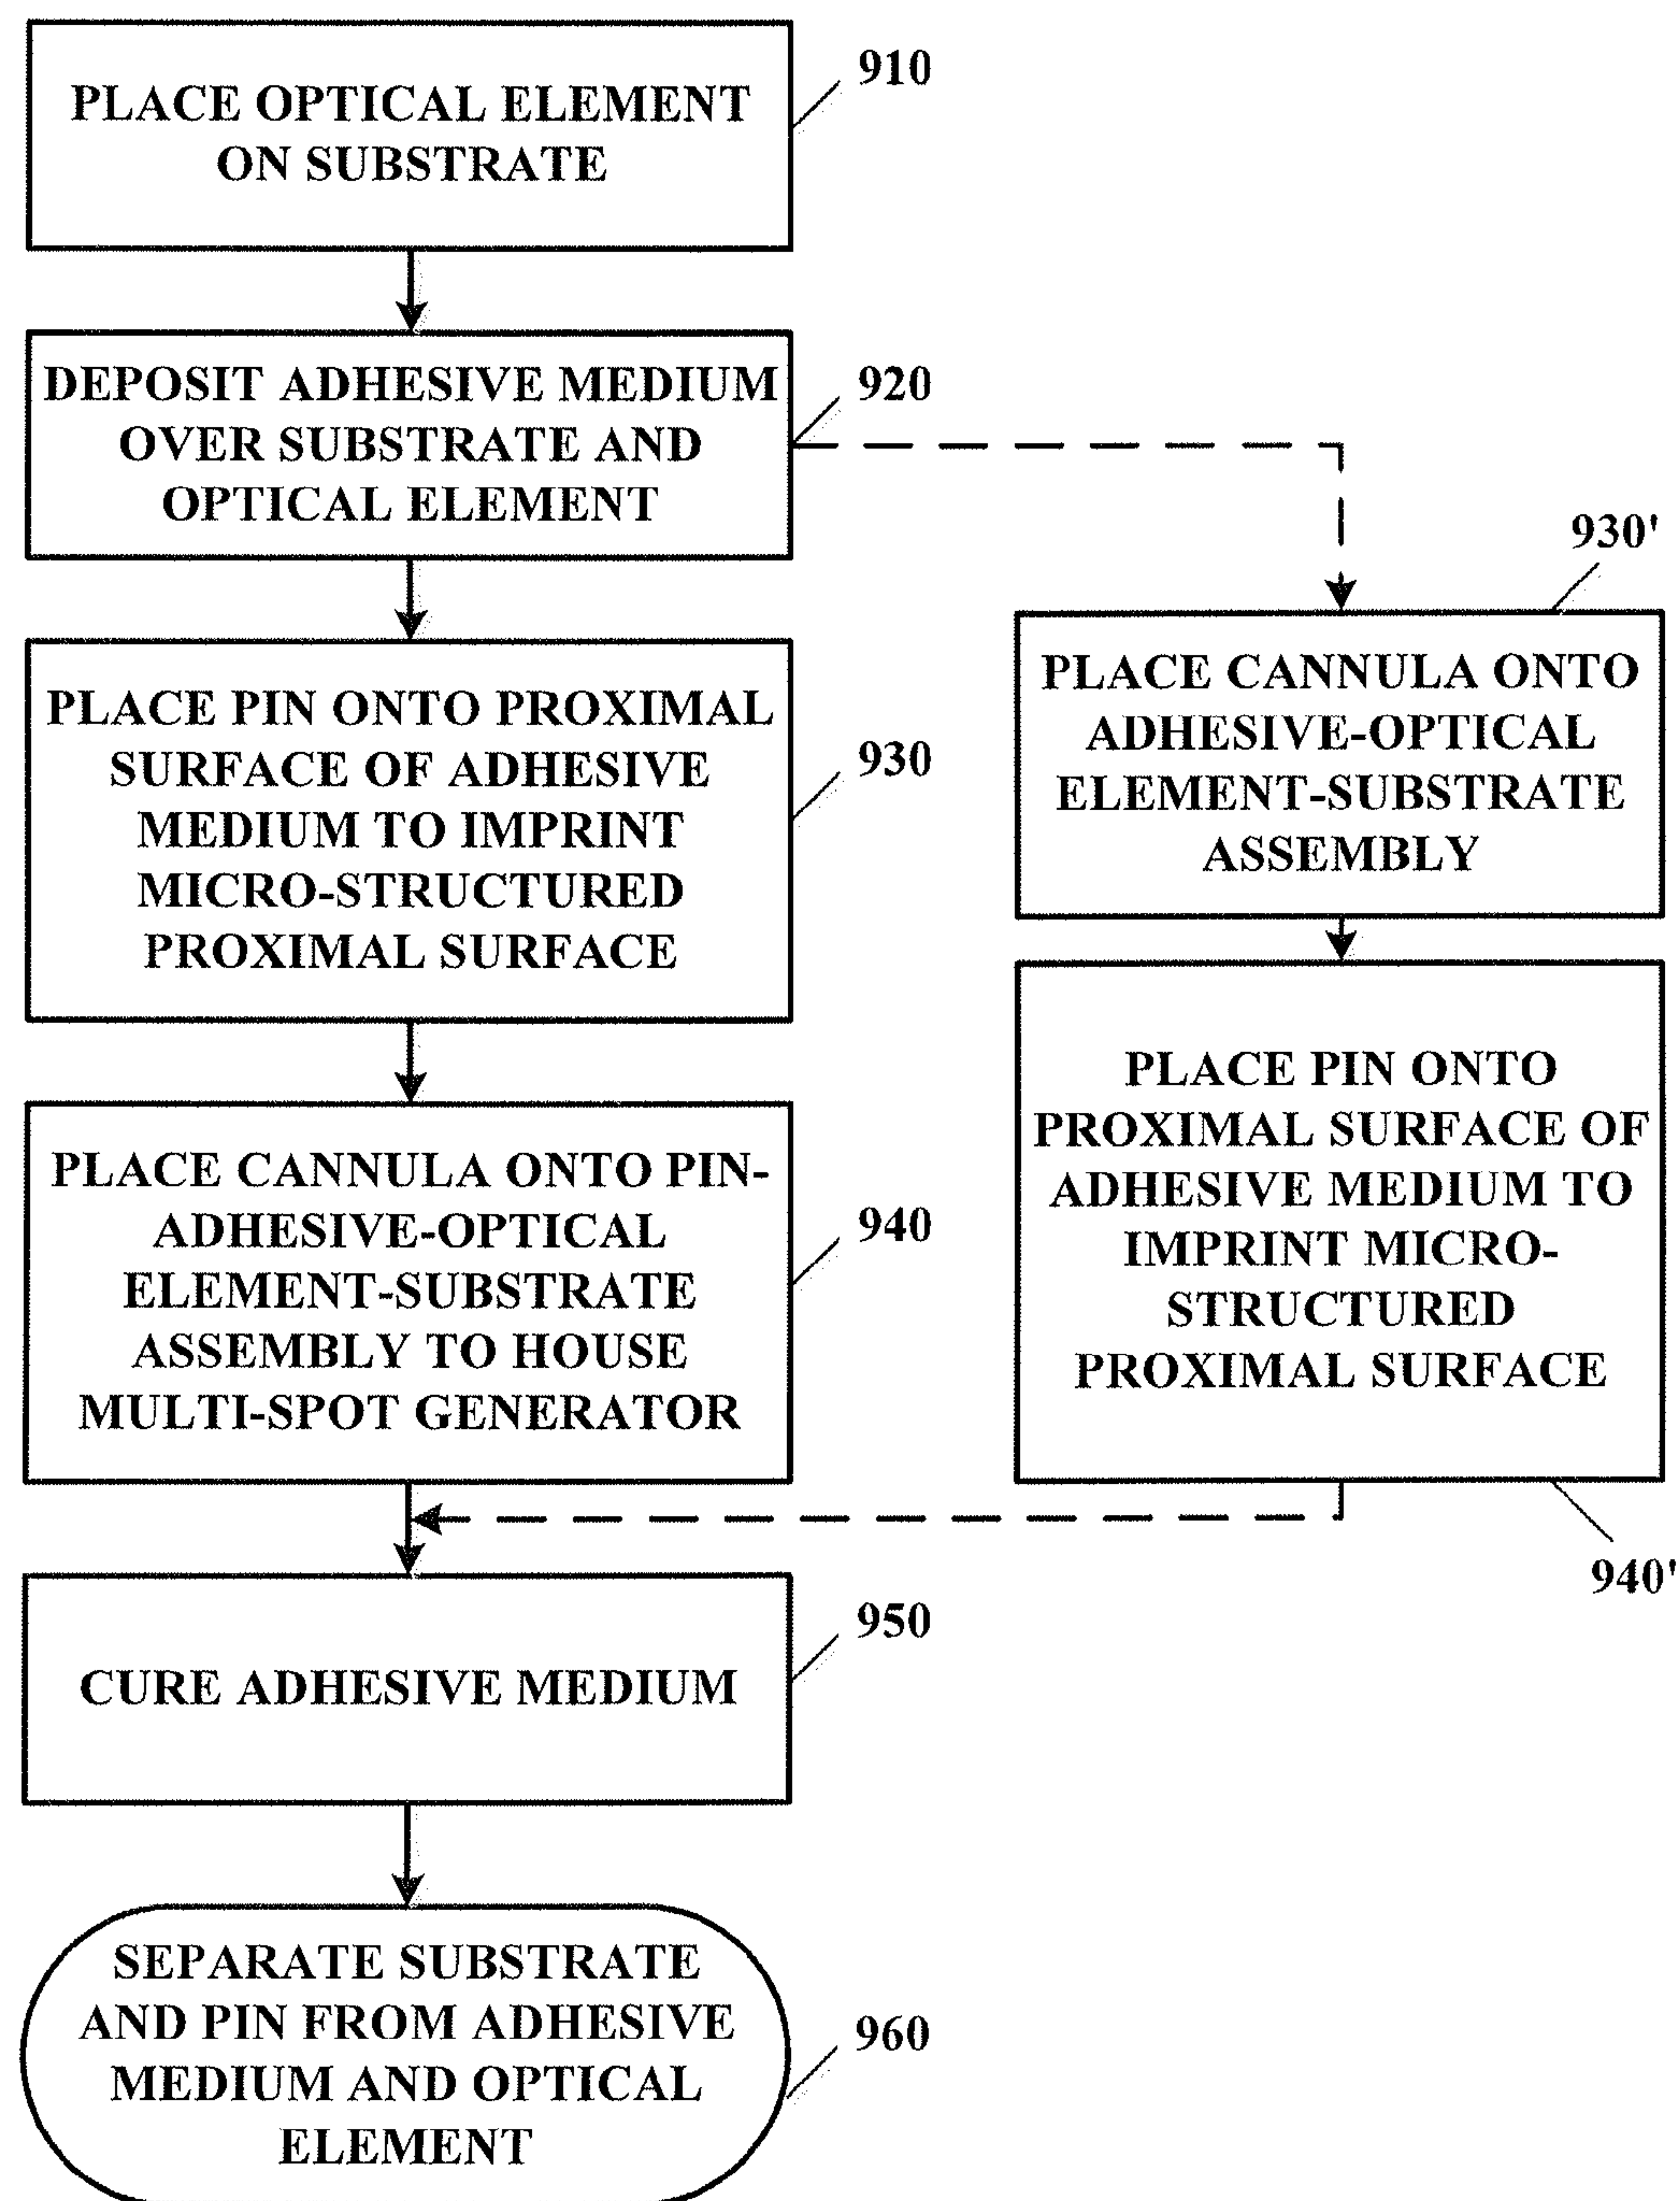 PLACE OPTICAL ELEMENT
ON SUBSTRATE
910
DEPOSIT ADHESIVE MEDIUM
OVER SUBSTRATE AND
OPTICAL ELEMENT
920
PLACE PIN ONTO PROXIMAL
SURFACE OF ADHESIVE
MEDIUM TO IMPRINT
MICRO-STRUCTURED
PROXIMAL SURFACE
930
PLACE CANNULA ONTO PIN-
ADHESIVE-OPTICAL
ELEMENT-SUBSTRATE
ASSEMBLY TO HOUSE
MULTI-SPOT GENERATOR
940
930'
PLACE CANNULA ONTO
ADHESIVE-OPTICAL
ELEMENT-SUBSTRATE
ASSEMBLY
PLACE PIN ONTO
PROXIMAL SURFACE OF
ADHESIVE MEDIUM TO
IMPRINT MICRO-
STRUCTURED
PROXIMAL SURFACE
940'
CURE ADHESIVE MEDIUM
950
SEPARATE SUBSTRATE
AND PIN FROM ADHESIVE
MEDIUM AND OPTICAL
ELEMENT
960